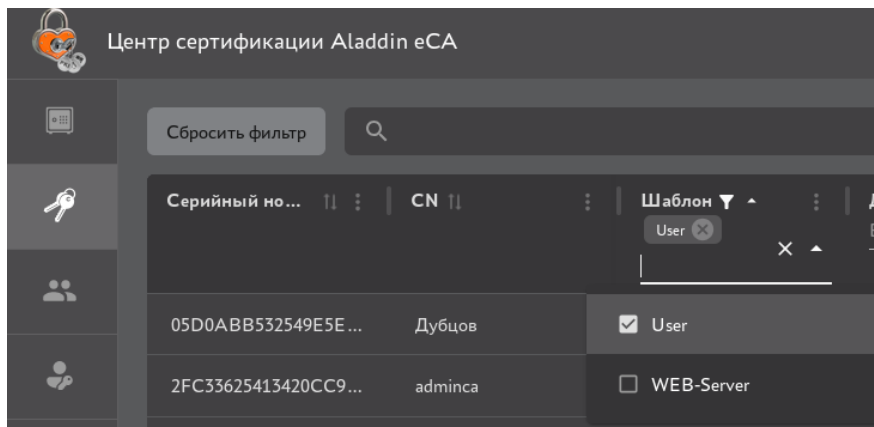 Центр сертификации Aladdin eCA
Сбросить фильтр
Серийный но... CN Шаблон
User
05D0ABB532549E5E... Дубцов User
2FC33625413420CC9... adminca WEB-Server